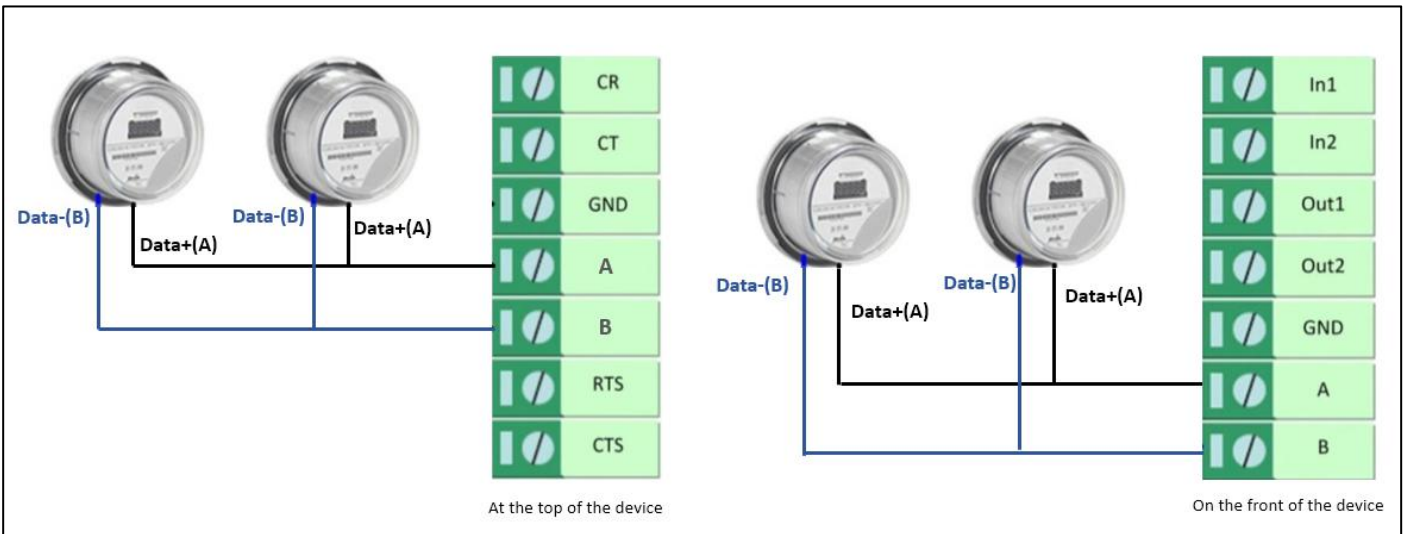 CR
CT
GND
A
B
RTS
CTS
Data-(B)
Data+(A)
Data-(B)
Data+(A)
At the top of the device
In1
In2
Out1
Out2
GND
A
B
Data-(B)
Data+(A)
Data-(B)
Data+(A)
On the front of the device